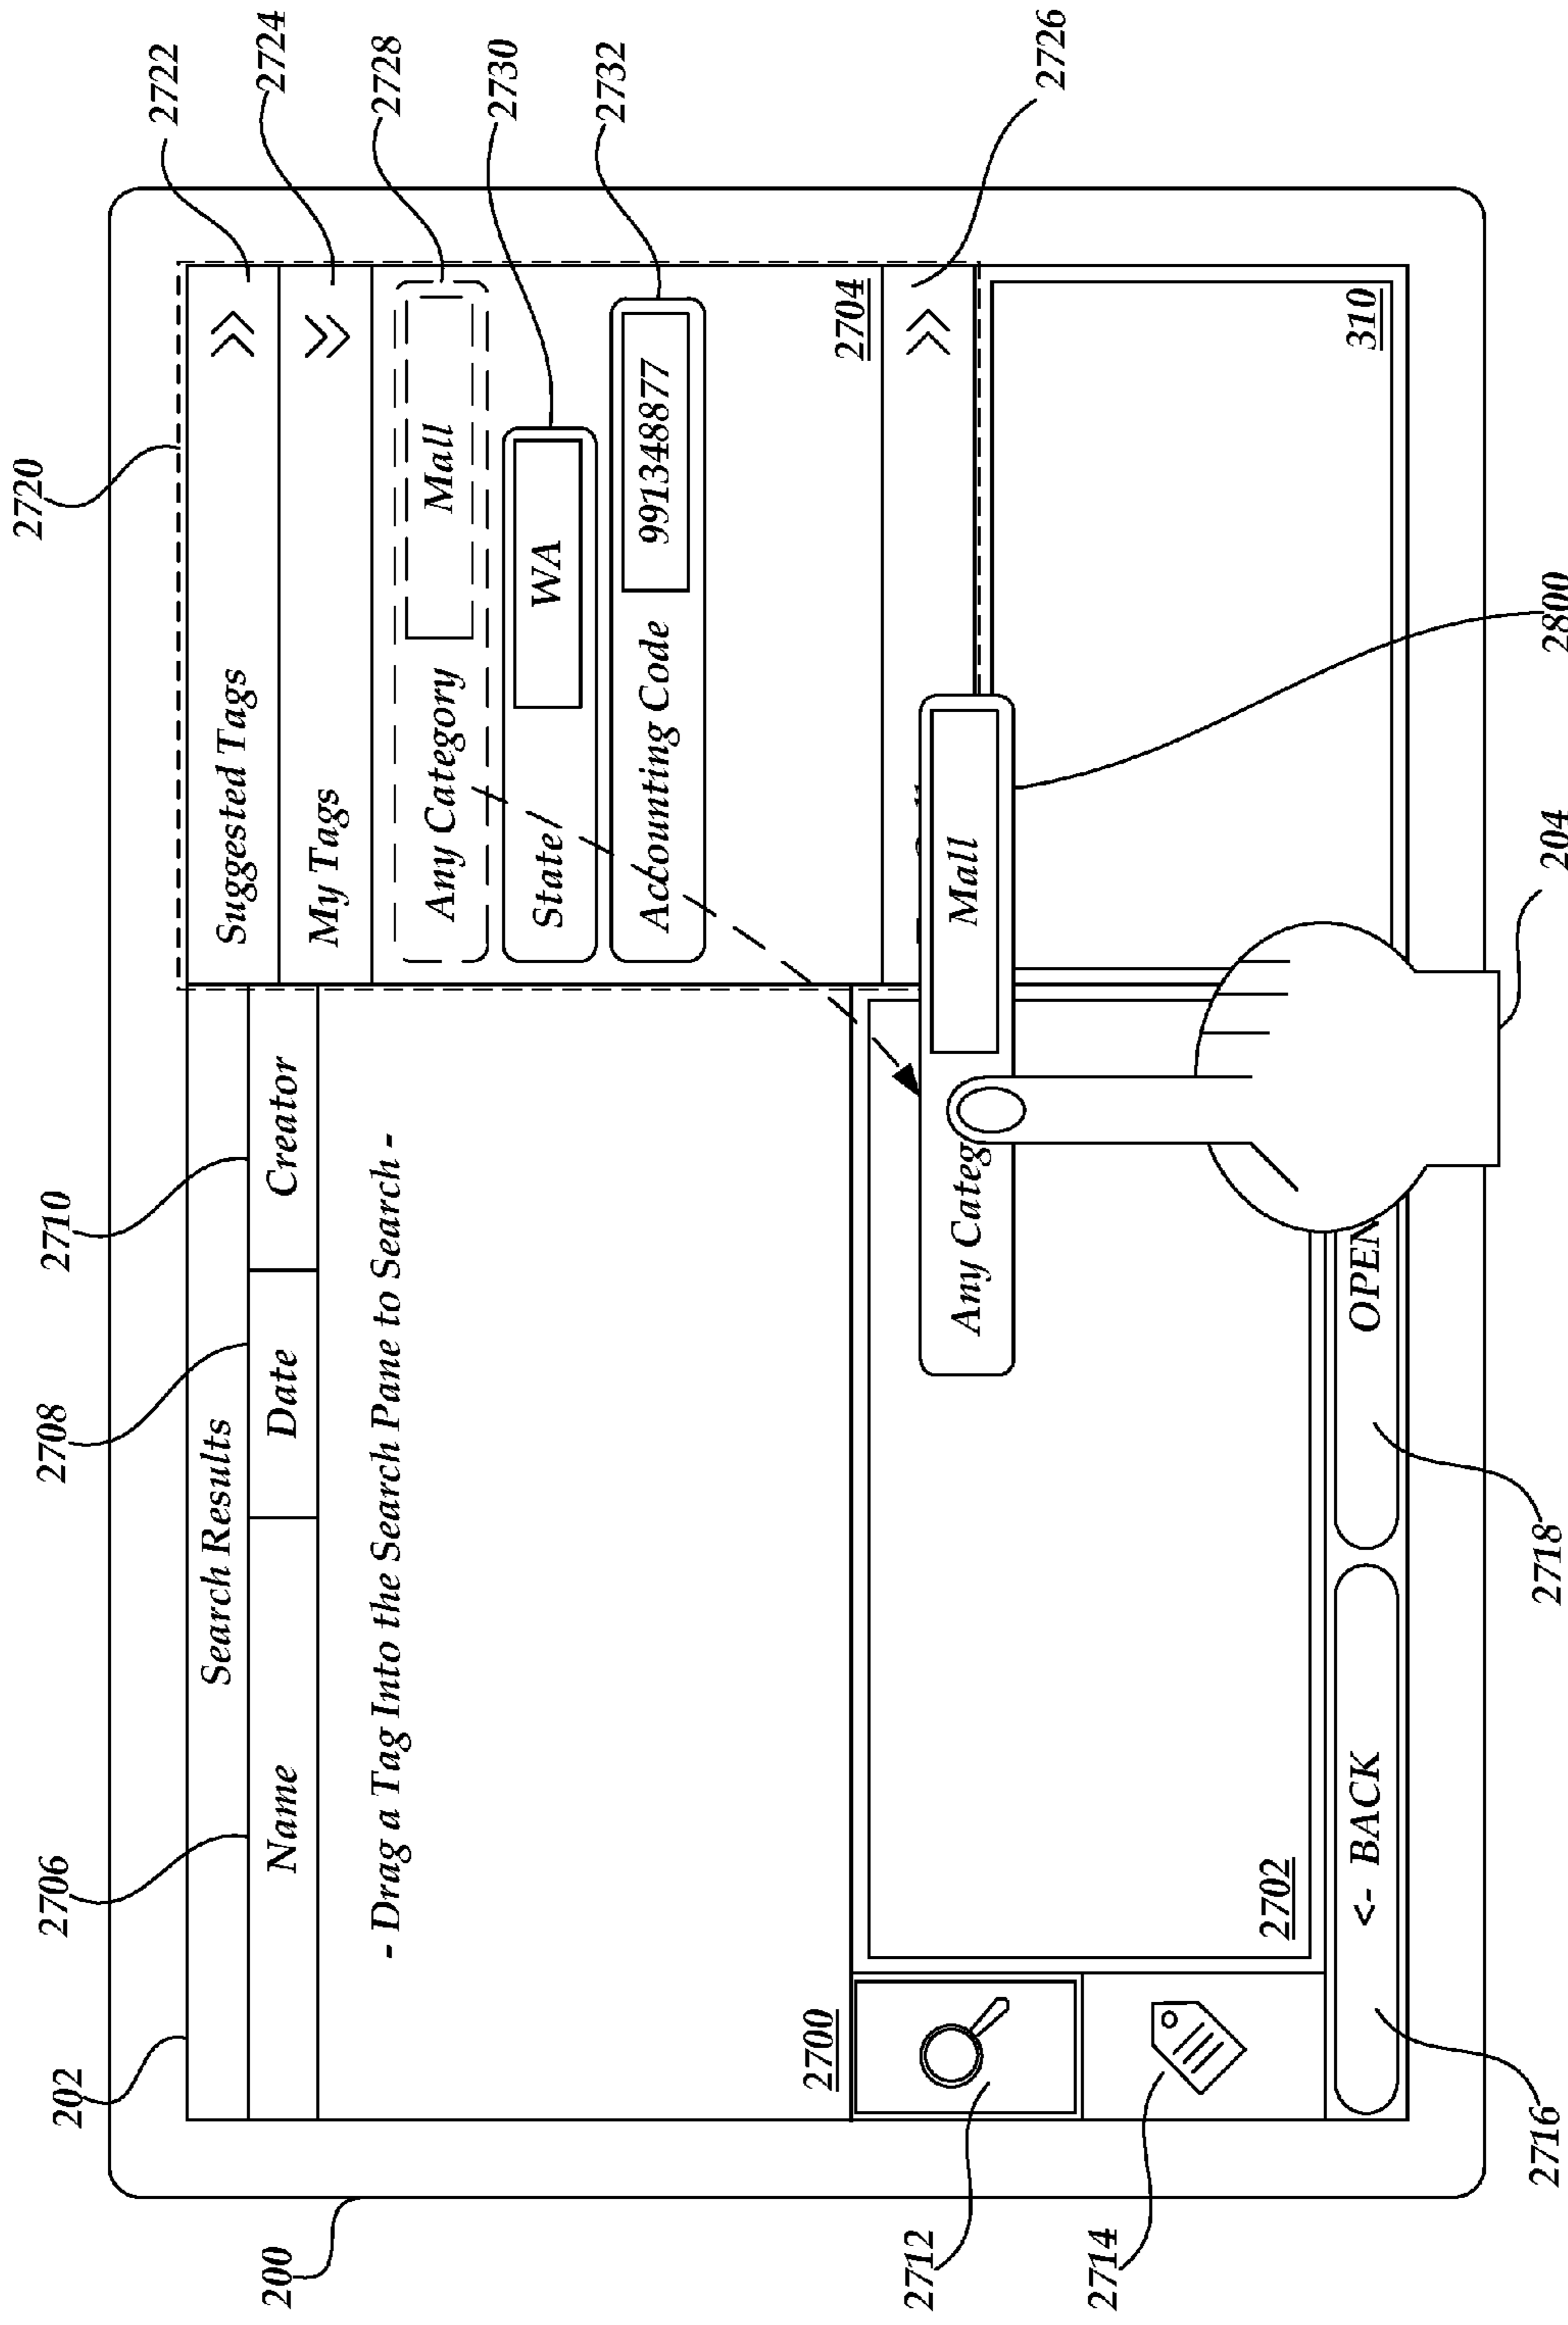 2720
2710
2708
2706
202
200
2722
2724
2728
2730
2732
2726
Search Results
Name
Date
Creator
- Drag a Tag Into the Search Pane to Search -
Suggested Tags
>>
My Tags
>>
Any Category Mall
State WA
Accounting Code 991348877
2704
>>
2700
2702
Any Categ Mall
310
<- BACK
OPEN
2712
2714
2716
2718
204
2800